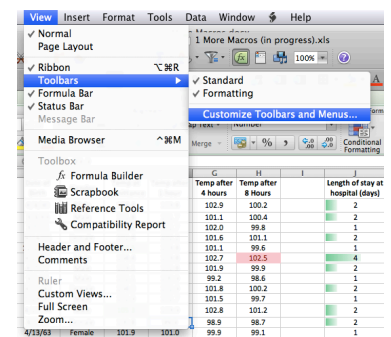 View Insert Format Tools Data Window Help
1 More Macros (in progress).xls
✓ Normal
Page Layout
100%
✓ Ribbon ⌥⌘R
Toolbars ▶
✓ Standard
✓ Formula Bar
✓ Formatting
✓ Status Bar
Customize Toolbars and Menus...
Message Bar
Number
Media Browser ^⌘M
Merge
%
Conditional Formatting
Toolbox
fx Formula Builder
Scrapbook
Reference Tools
Compatibility Report
Header and Footer...
Comments
Ruler
Custom Views...
Full Screen
Zoom...
G H I J
Temp after 4 hours Temp after 8 Hours Length of stay at hospital (days)
102.9 100.2 2
101.1 100.4 2
102.0 99.8 1
101.6 101.1 2
101.1 99.6 1
102.7 102.5 4
101.9 99.9 2
99.2 98.6 1
101.8 100.2 2
101.5 99.7 1
102.8 101.2 2
98.9 98.7 2
4/13/63 Female 101.9 101.0 99.9 99.1 1